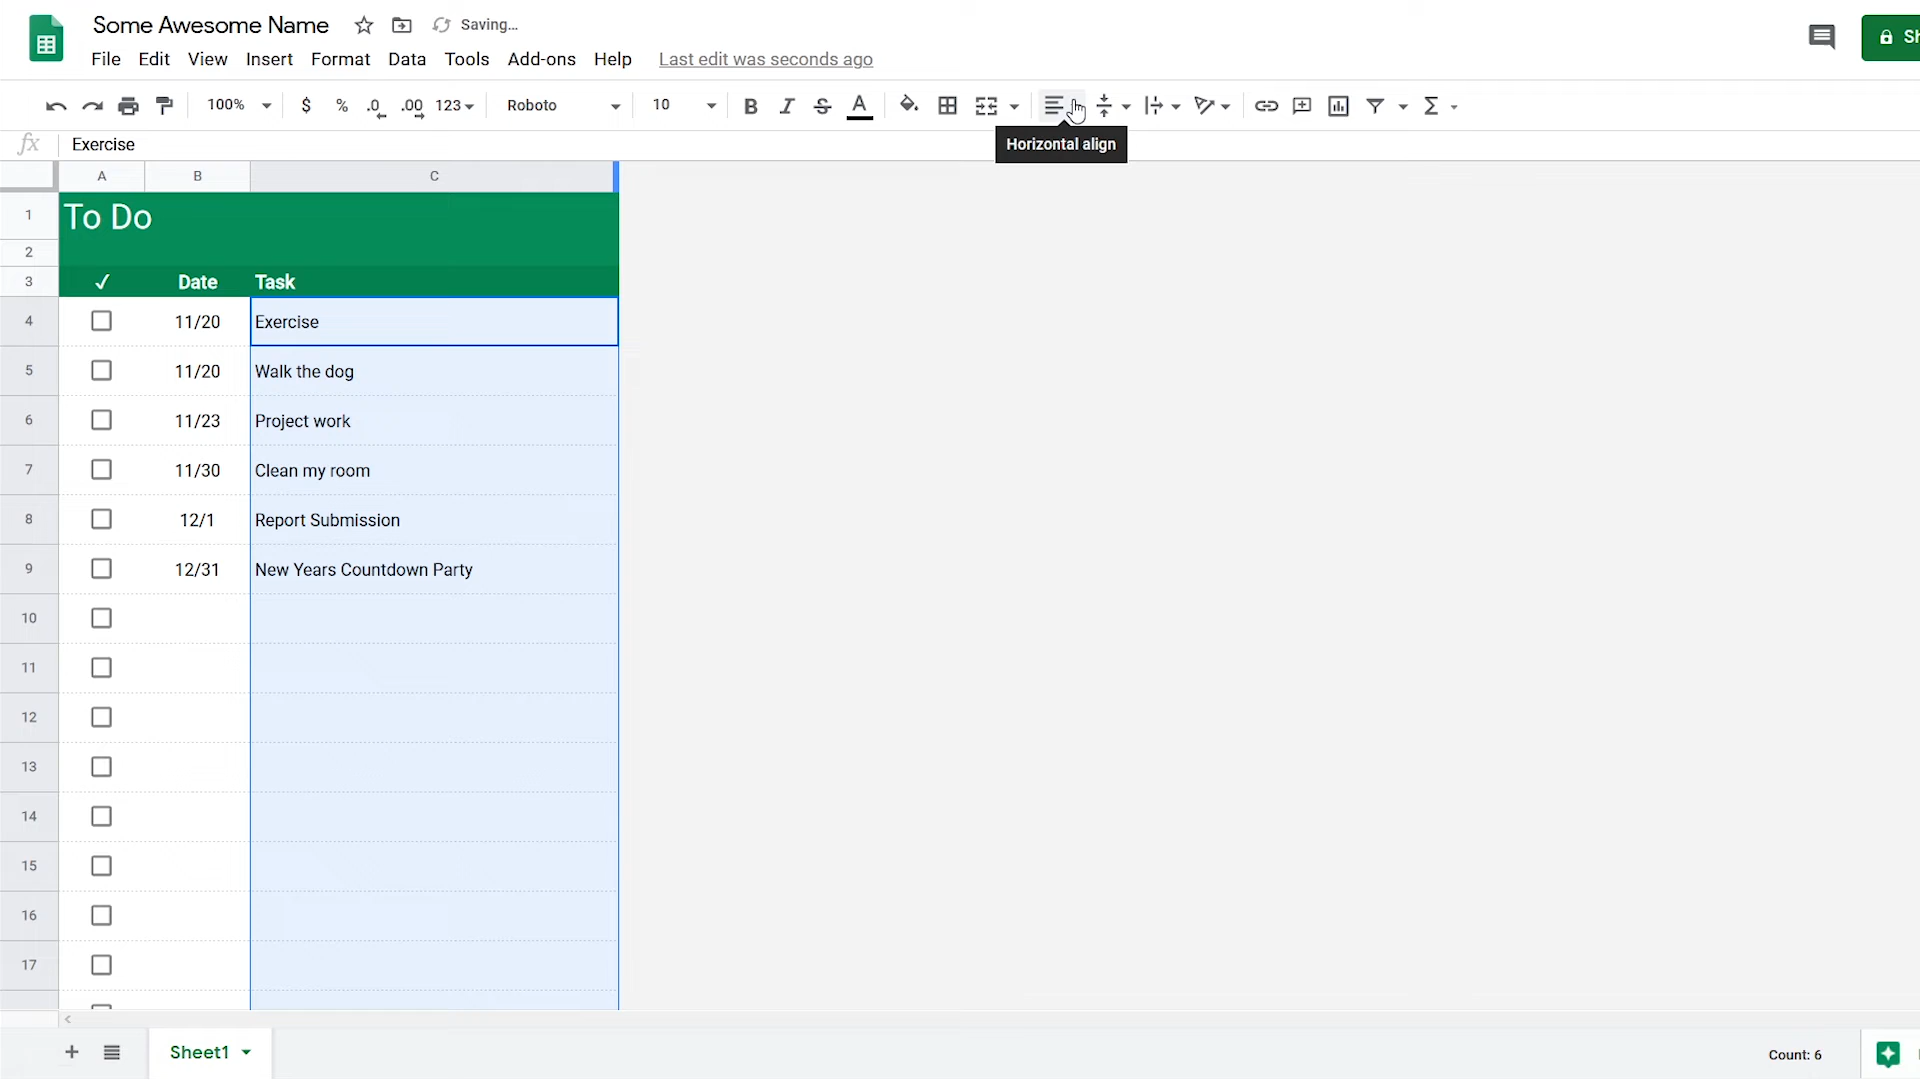 Some Awesome Name Saving...
File Edit View Insert Format Data Tools Add-ons Help Last edit was seconds ago
100% $ % .0 .00 123 Roboto 10 B I S A Σ
Horizontal align
fx Exercise
A B C
1 To Do
2
3 ✓ Date Task
4 11/20 Exercise
5 11/20 Walk the dog
6 11/23 Project work
7 11/30 Clean my room
8 12/1 Report Submission
9 12/31 New Years Countdown Party
10
11
12
13
14
15
16
17
Sheet1 Count: 6